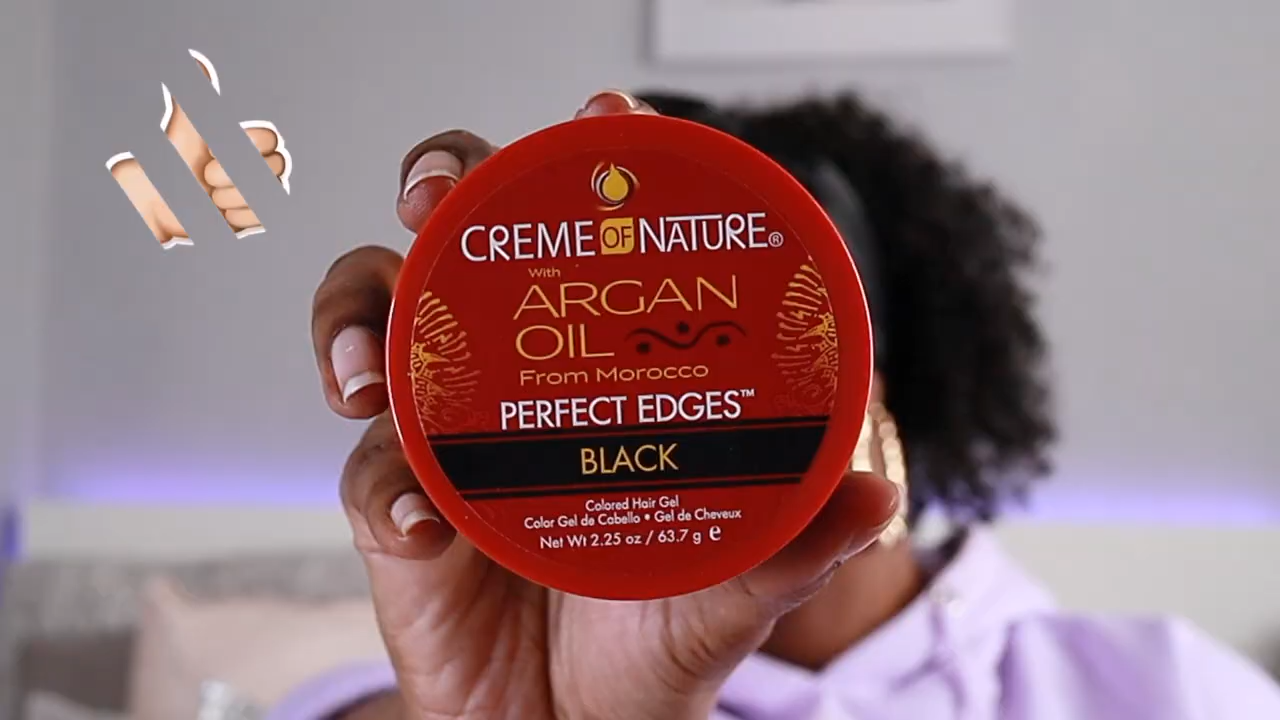 CREME OF NATURE®
With
ARGAN
OIL
From Morocco
PERFECT EDGES™
BLACK
Colored Hair Gel
Color Gel de Cabello • Gel de Cheveux
Net Wt 2.25 oz / 63.7 g e